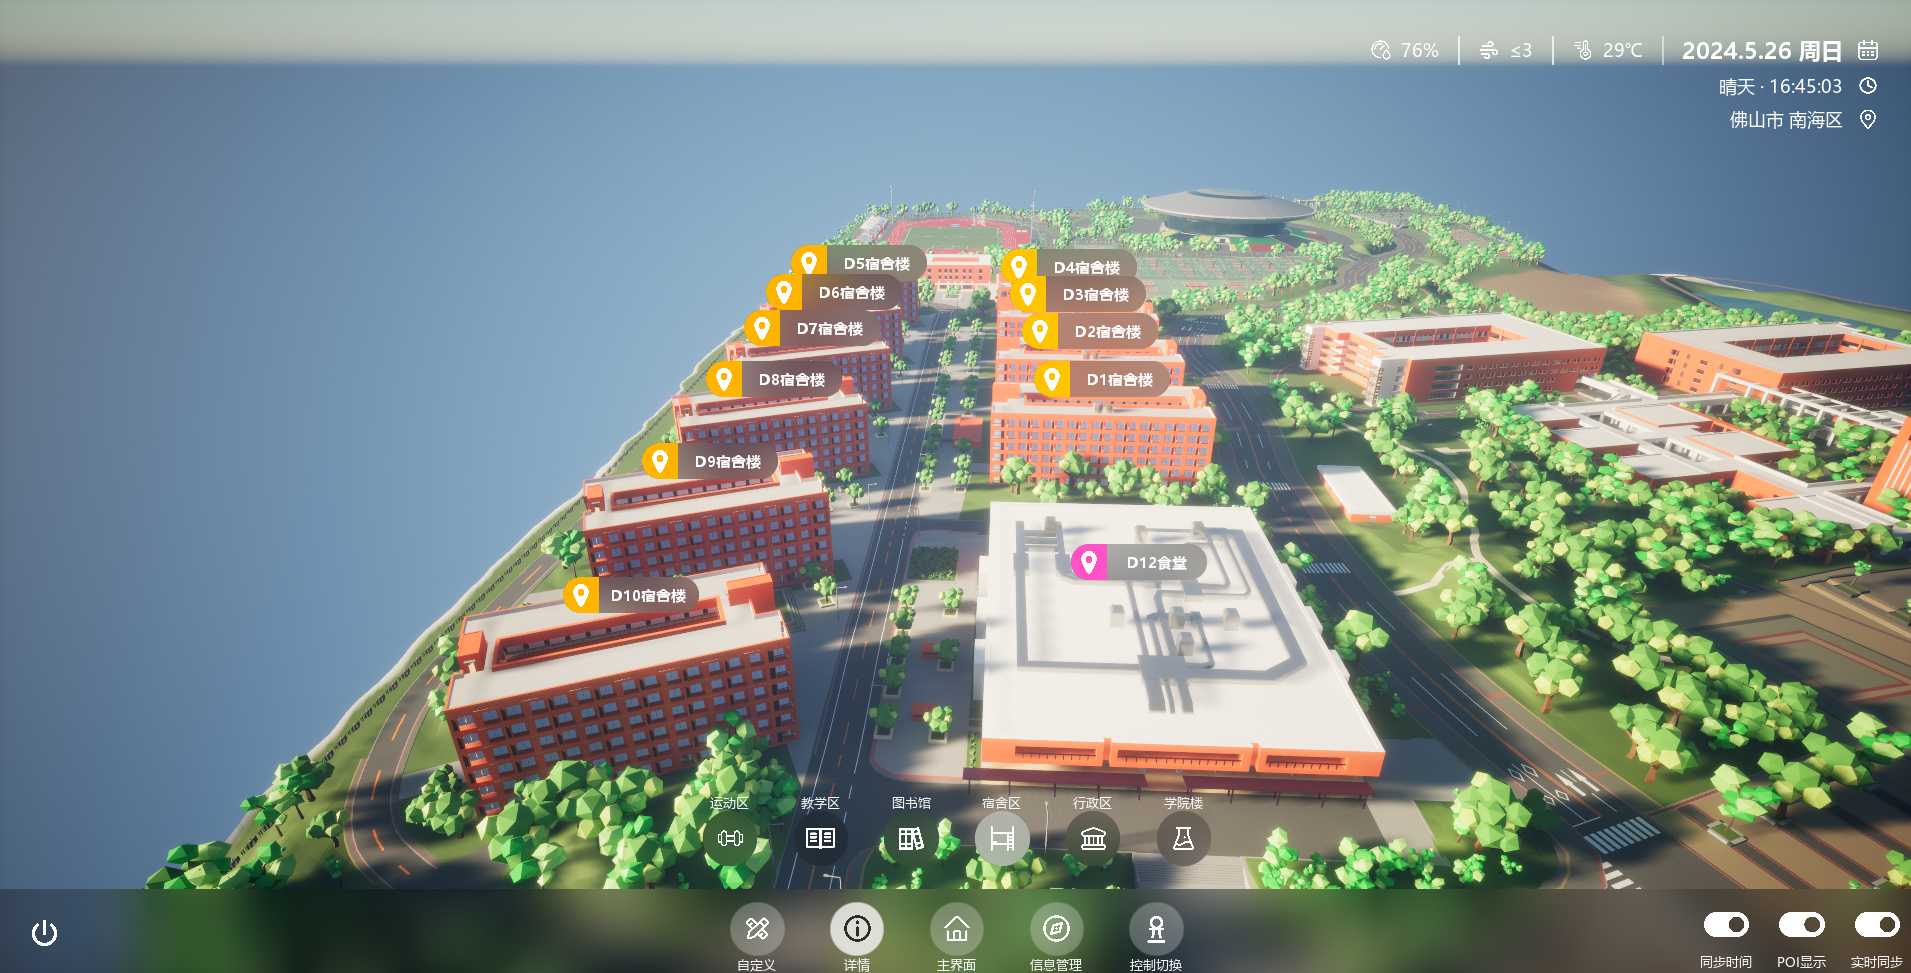 76%
≤3
29℃
2024.5.26 周日
晴天 · 16:45:03
佛山市 南海区
D5宿舍楼
D4宿舍楼
D6宿舍楼
D3宿舍楼
D7宿舍楼
D2宿舍楼
D8宿舍楼
D1宿舍楼
D9宿舍楼
D12食堂
D10宿舍楼
运动区
教学区
图书馆
宿舍区
行政区
学院楼
自定义
详情
主界面
信息管理
控制切换
同步时间
POI显示
实时同步